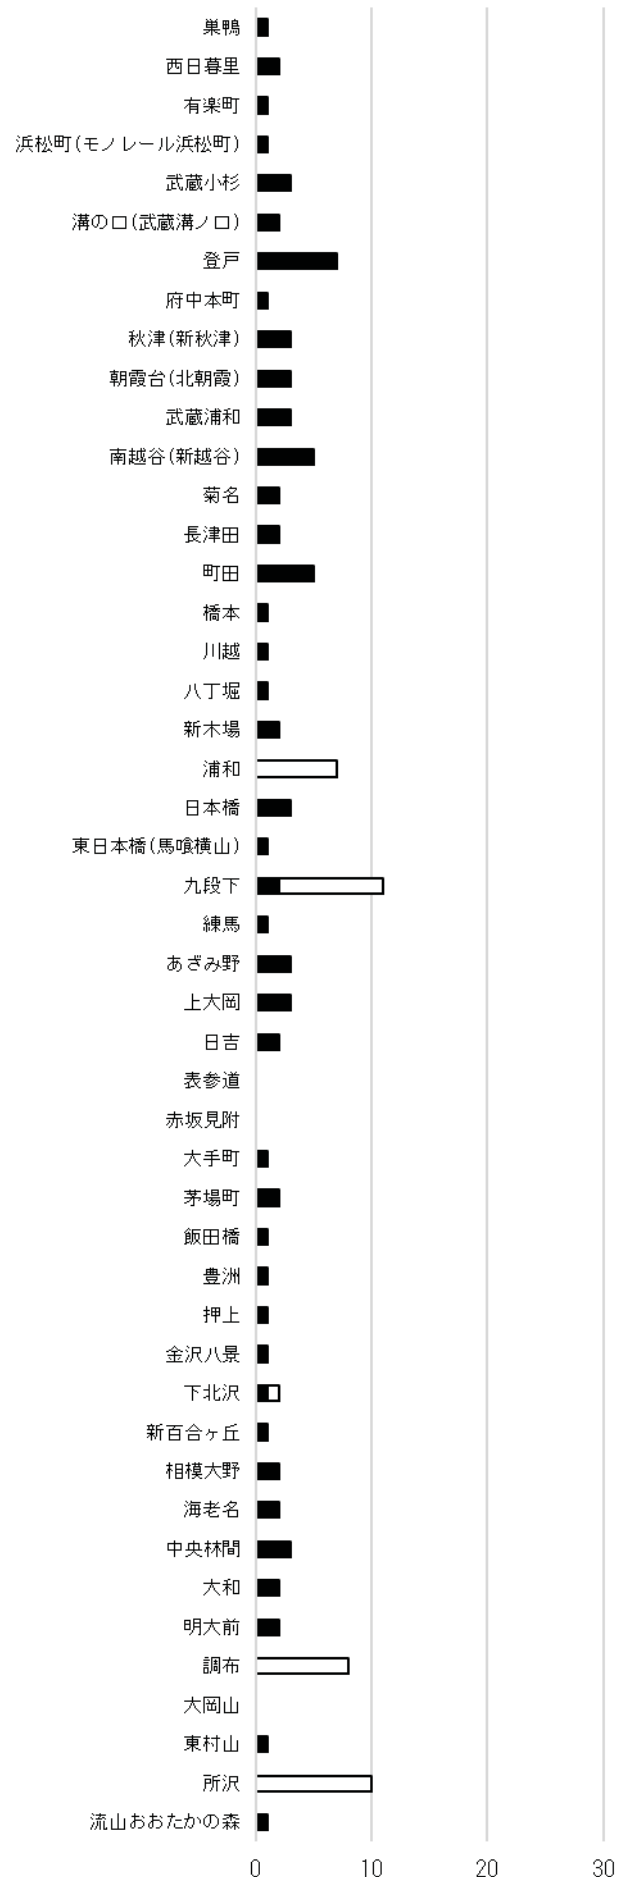 巣鴨
西日暮里
有楽町
浜松町(モノレール浜松町)
武蔵小杉
溝の口(武蔵溝ノ口)
登戸
府中本町
秋津(新秋津)
朝霞台(北朝霞)
武蔵浦和
南越谷(新越谷)
菊名
長津田
町田
橋本
川越
八丁堀
新木場
浦和
日本橋
東日本橋(馬喰横山)
九段下
練馬
あざみ野
上大岡
日吉
表参道
赤坂見附
大手町
茅場町
飯田橋
豊洲
押上
金沢八景
下北沢
新百合ヶ丘
相模大野
海老名
中央林間
大和
明大前
調布
大岡山
東村山
所沢
流山おおたかの森
0 10 20 30